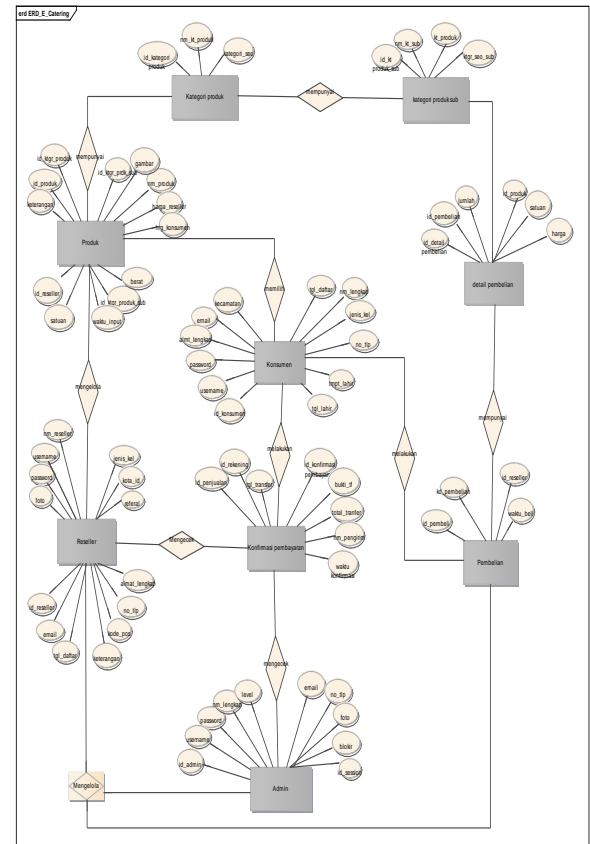 erd ERD_E_Catering
nm_kt_produk
id_kategori
produk
kategori_seo
Kategori produk
mempunyai
nm_kt_sub
kt_produk
id_kt
produk_sub
ktgr_seo_sub
kategori produk sub
mempunyai
id_ktgr_produk
id_ktgr_prdk_sub
gambar
id_produk
nm_produk
keterangan
harga_reseller
hrg_konsumen
Produk
id_reseller
berat
id_ktgr_produk_sub
satuan
waktu_input
memilih
jumlah
id_produk
id_pembelian
satuan
id_detail
pembelian
harga
detail pembelian
kecamatan
tgl_daftar
nm_lengkap
email
jenis_kel
almt_lengkap
no_tlp
password
Konsumen
username
tmpt_lahir
id_konsumen
tgl_lahir
mengelola
mempunyai
melakukan
melakukan
nm_reseller
username
jenis_kel
password
kota_id
foto
referal
Reseller
Mengecek
id_rekening
id_konfirmasi
pembayar
id_penjualan
tgl_transfer
bukti_tf
total_tranfer
nm_pengirim
Konfirmasi pembayaran
waktu
konfirmasi
id_reseller
kd_pembelian
id_pembeli
waktu_beli
Pembelian
almat_lengkap
id_reseller
no_tlp
email
kode_pos
tgl_daftar
keterangan
mengecek
level
email
nm_lengkap
no_tlp
password
foto
username
blokir
id_admin
id_session
Admin
Mengelola